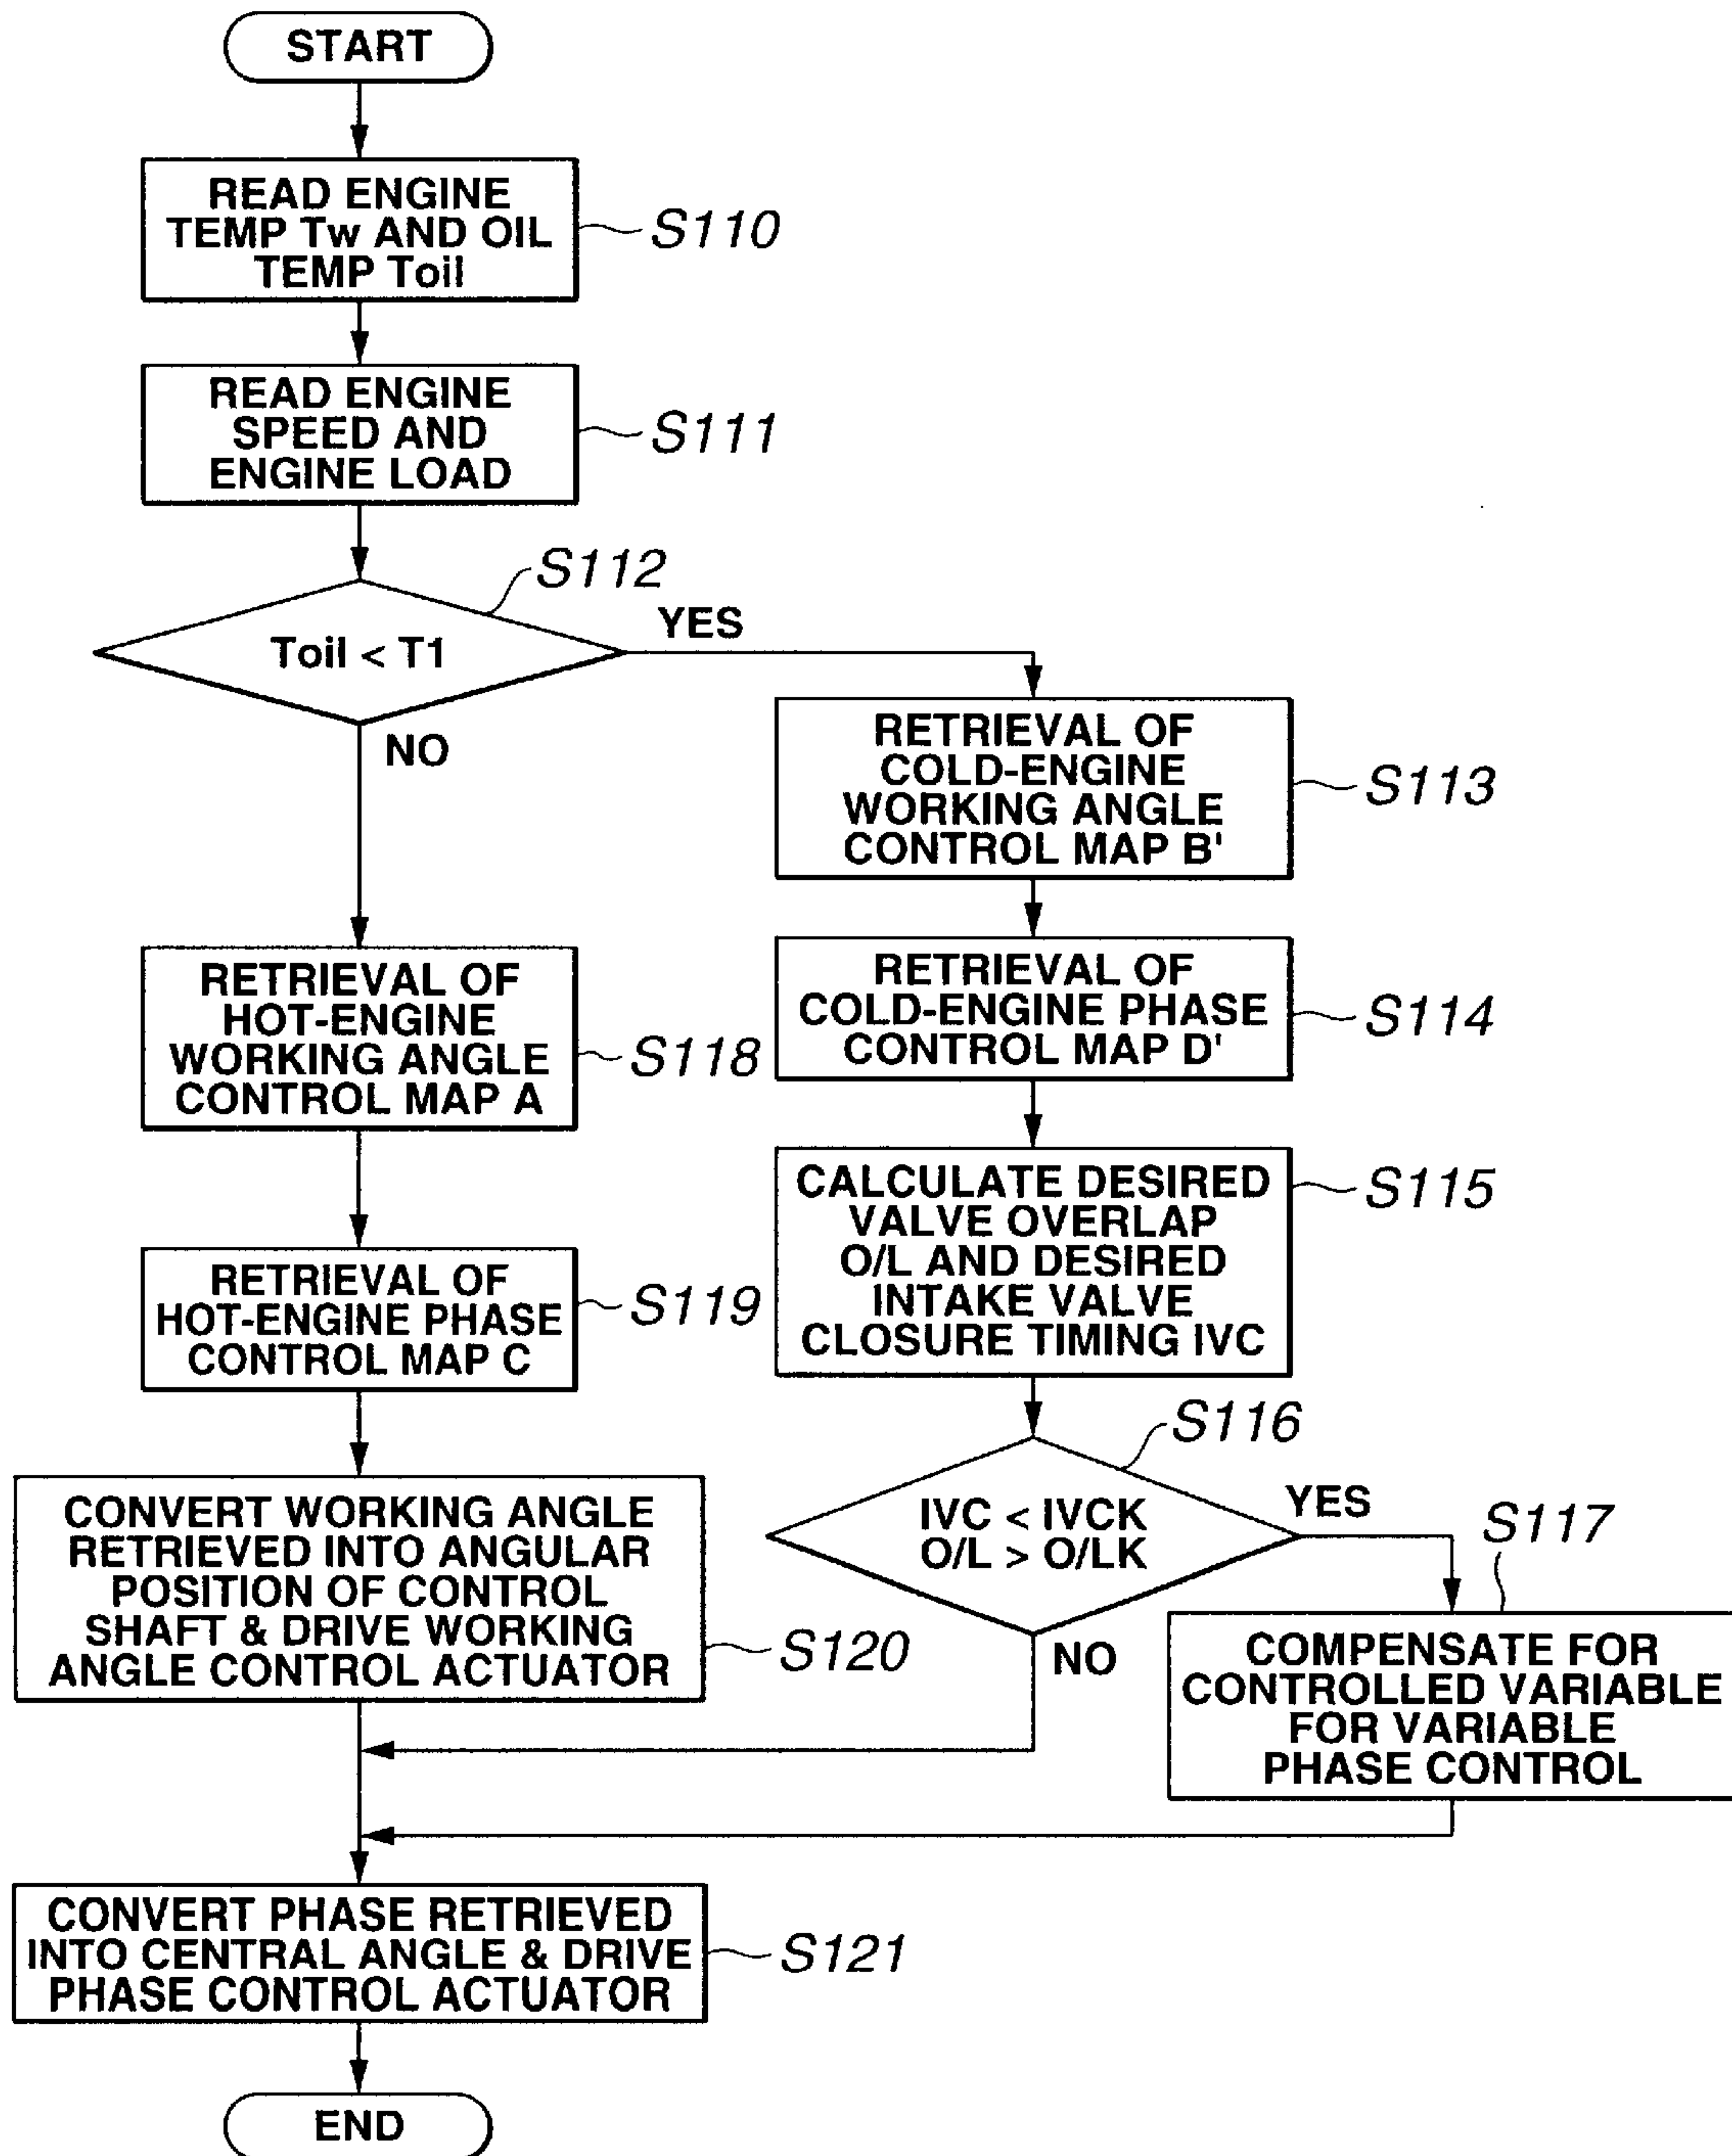 START
READ ENGINE
TEMP Tw AND OIL
TEMP Toil
S110
READ ENGINE
SPEED AND
ENGINE LOAD
S111
S112
Toil < T1
YES
NO
RETRIEVAL OF
COLD-ENGINE
WORKING ANGLE
CONTROL MAP B'
S113
RETRIEVAL OF
COLD-ENGINE PHASE
CONTROL MAP D'
S114
CALCULATE DESIRED
VALVE OVERLAP
O/L AND DESIRED
INTAKE VALVE
CLOSURE TIMING IVC
S115
S116
IVC < IVCK
O/L > O/LK
YES
NO
S117
COMPENSATE FOR
CONTROLLED VARIABLE
FOR VARIABLE
PHASE CONTROL
RETRIEVAL OF
HOT-ENGINE
WORKING ANGLE
CONTROL MAP A
S118
RETRIEVAL OF
HOT-ENGINE PHASE
CONTROL MAP C
S119
CONVERT WORKING ANGLE
RETRIEVED INTO ANGULAR
POSITION OF CONTROL
SHAFT & DRIVE WORKING
ANGLE CONTROL ACTUATOR
S120
CONVERT PHASE RETRIEVED
INTO CENTRAL ANGLE & DRIVE
PHASE CONTROL ACTUATOR
S121
END